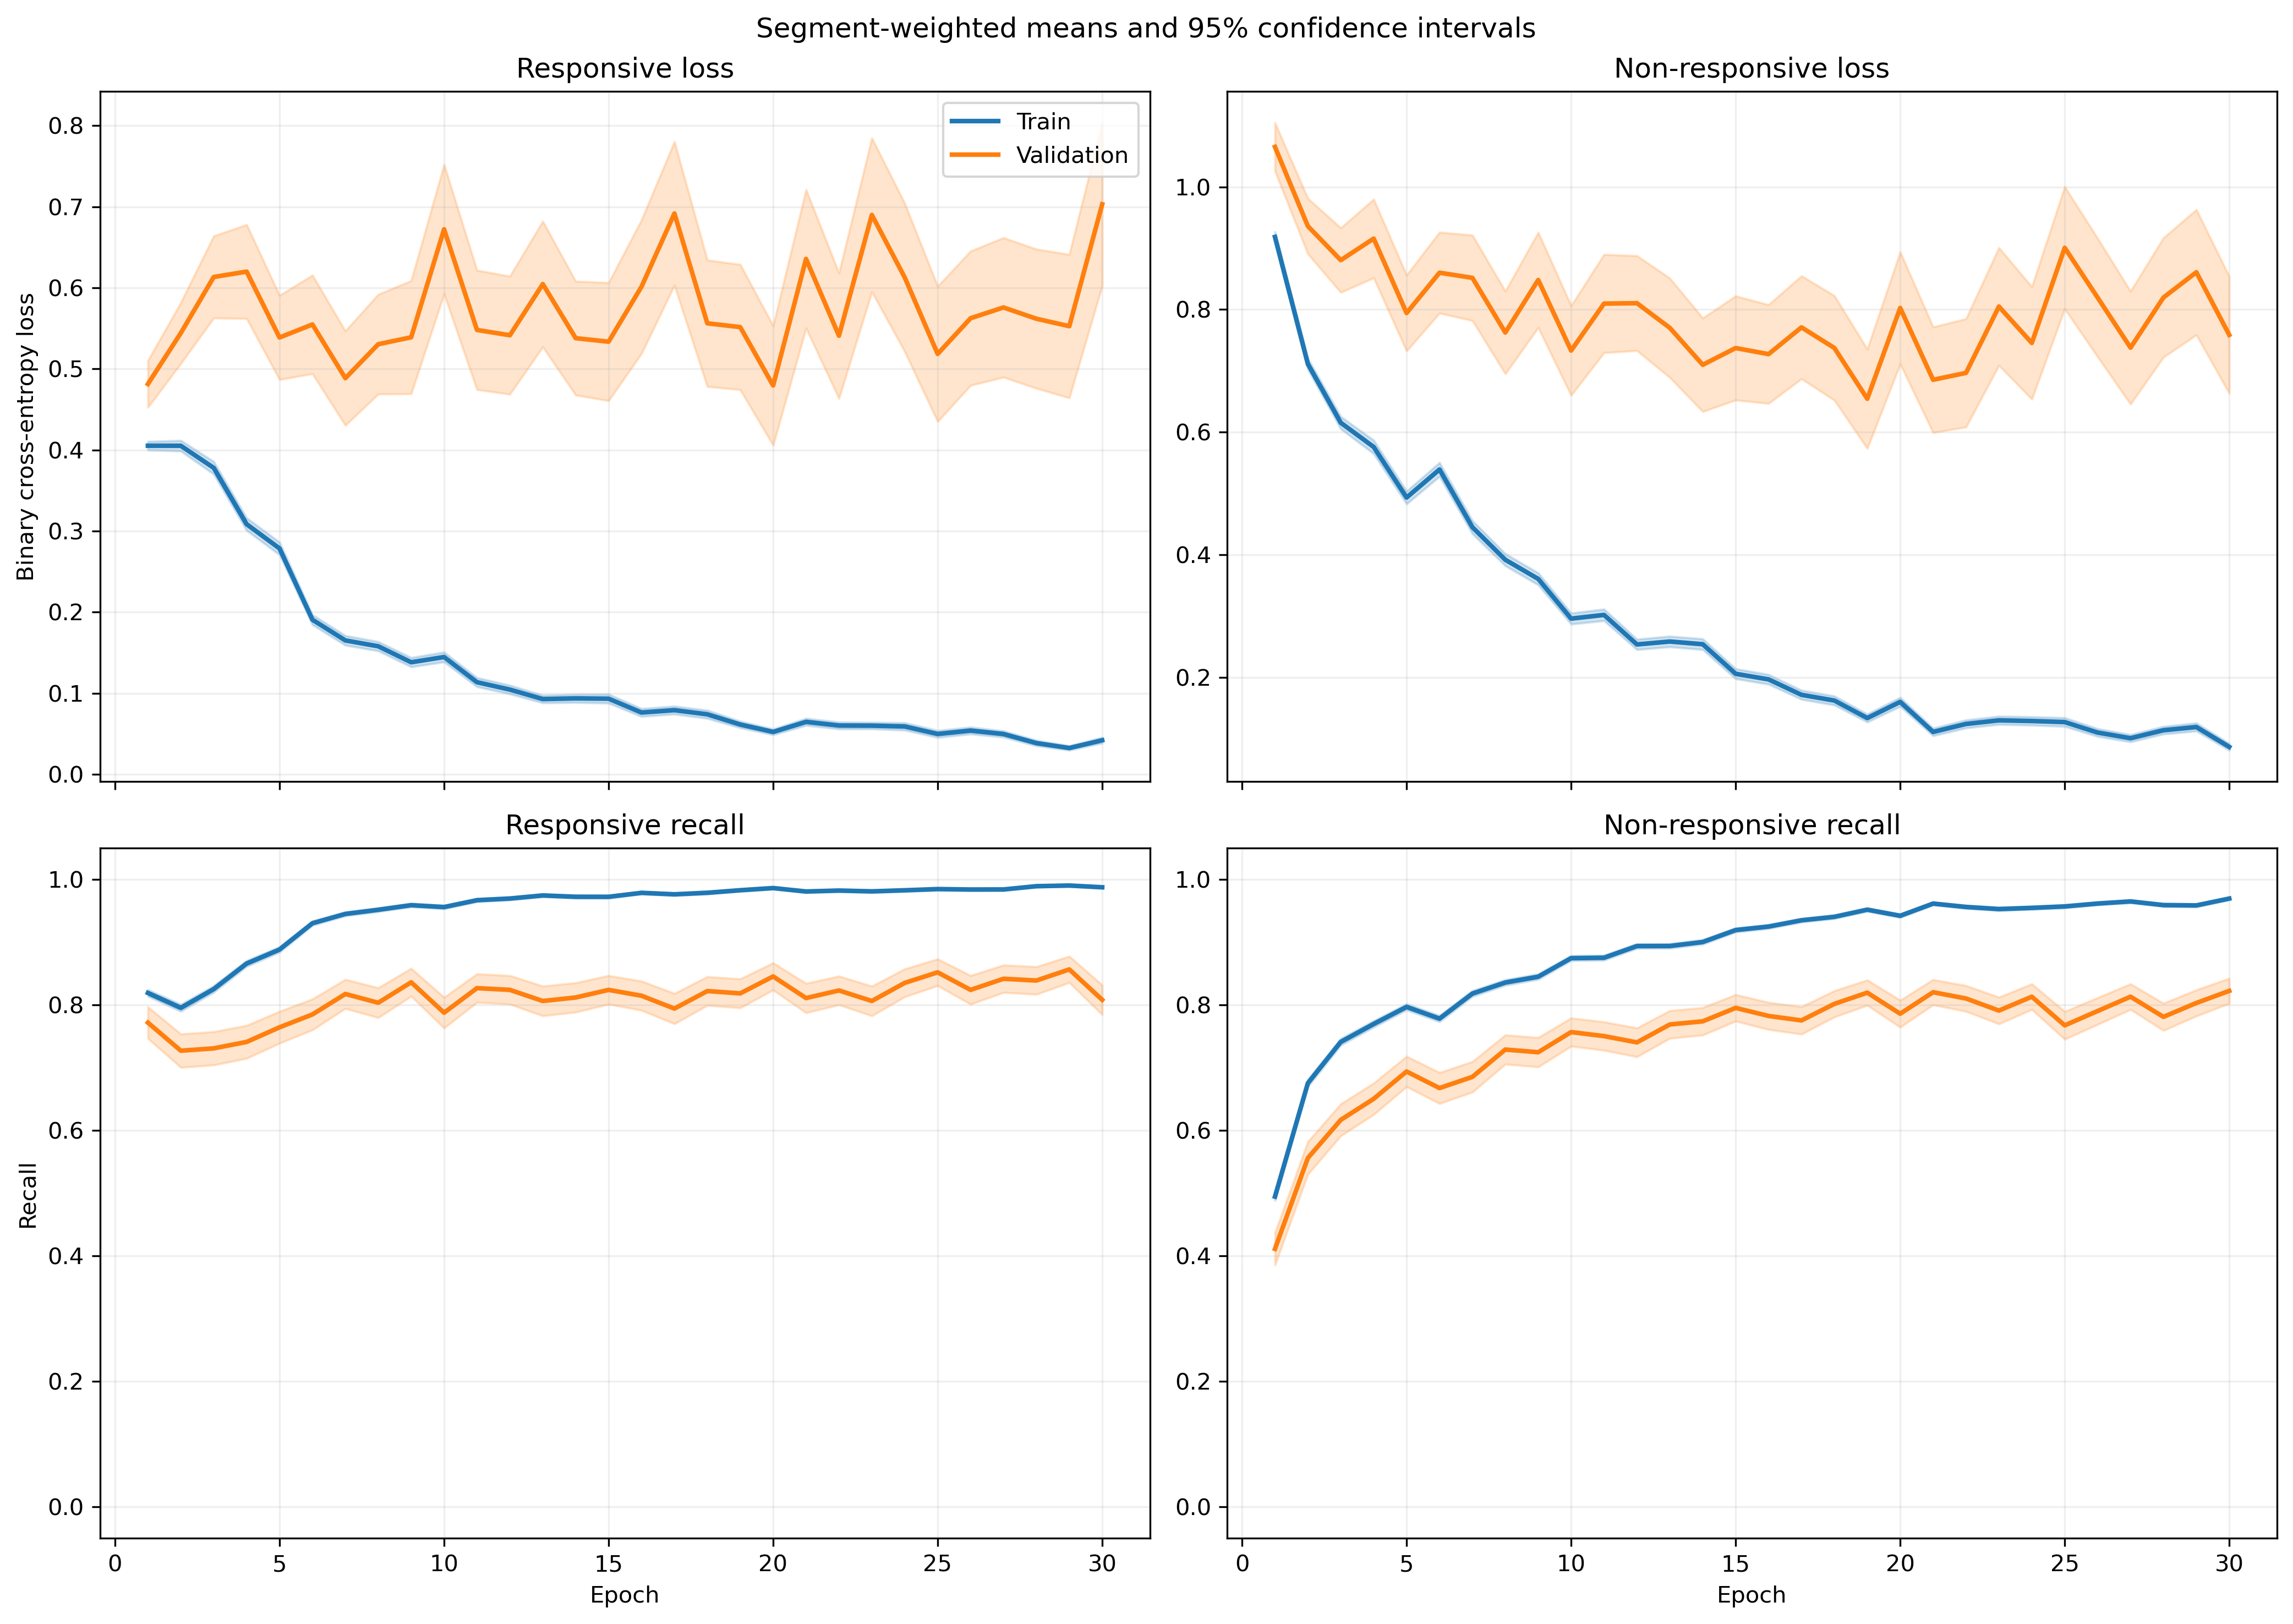 Segment-weighted means and 95% confidence intervals
Responsive loss
Non-responsive loss
Train
Validation
Binary cross-entropy loss
0.8
0.7
0.6
0.5
0.4
0.3
0.2
0.1
0.0
1.0
0.8
0.6
0.4
0.2
Responsive recall
Non-responsive recall
Recall
1.0
0.8
0.6
0.4
0.2
0.0
1.0
0.8
0.6
0.4
0.2
0.0
0 5 10 15 20 25 30
0 5 10 15 20 25 30
Epoch
Epoch